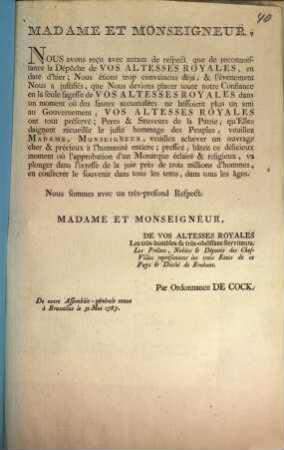 40
MADAME ET MONSEIGNEUR,
NOUS avons reçu avec autant de respect que de reconnois-
sance la Dépêche de VOS ALTESSES ROYALES, en
date d'hier; Nous étions trop convaincus déja, & l'évenement
Nous a justifiés, que Nous devions placer toute notre Confiance
en la seule sagesse de VOS ALTESSES ROYALES dans
un moment où des fautes accumulées ne laissoient plus un ami
au Gouvernement, VOS ALTESSES ROYALES
ont tout préservé; Peres & Sauveurs de la Patrie, qu'Elles
daignent recueillir le juste hommage des Peuples, veuillez
MADAME, MONSEIGNEUR, veuillez achever un ouvrage
cher & précieux à l'humanité entiere; pressez, hâtez ce délicieux
moment où l'approbation d'un Monarque éclairé & religieux, va
plonger dans l'ivresse de la joie près de trois millions d'hommes,
en consacrer le souvenir dans tous les tems, dans tous les âges.
Nous sommes avec un très-profond Respect.
MADAME ET MONSEIGNEUR,
DE VOS ALTESSES ROYALES
Les très-humbles & très-obéissans Serviteurs,
Les Prélats, Nobles & Députés des Chef-
Villes représentans les trois Etats de ce
Pays & Duché de Brabant.
Par Ordonnance DE COCK.
De notre Assemblée-générale tenue
à Bruxelles le 31 Mai 1787.